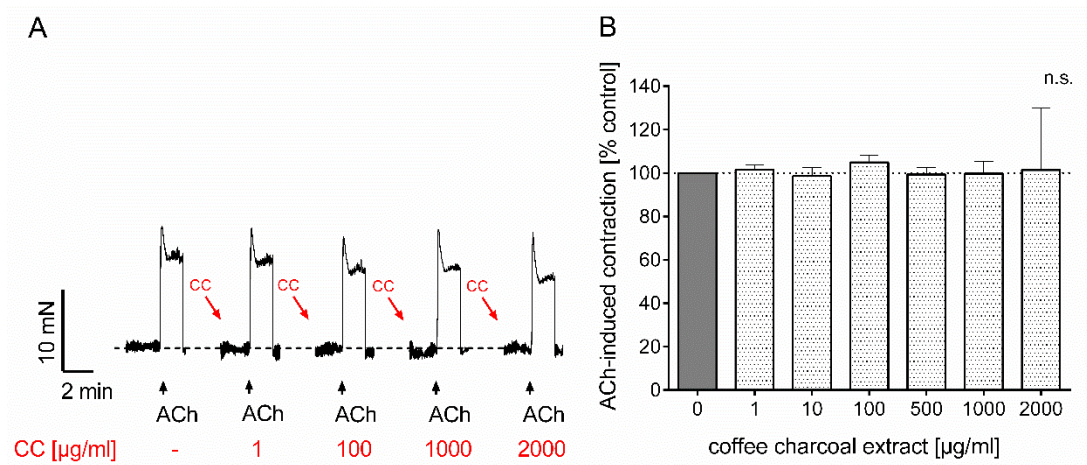 A
CC
CC
CC
CC
10 mN
2 min
ACh
ACh
ACh
ACh
ACh
CC [µg/ml]
-
1
100
1000
2000
B
n.s.
ACh-induced contraction [% control]
140
120
100
80
60
40
20
0
0
1
10
100
500
1000
2000
coffee charcoal extract [µg/ml]